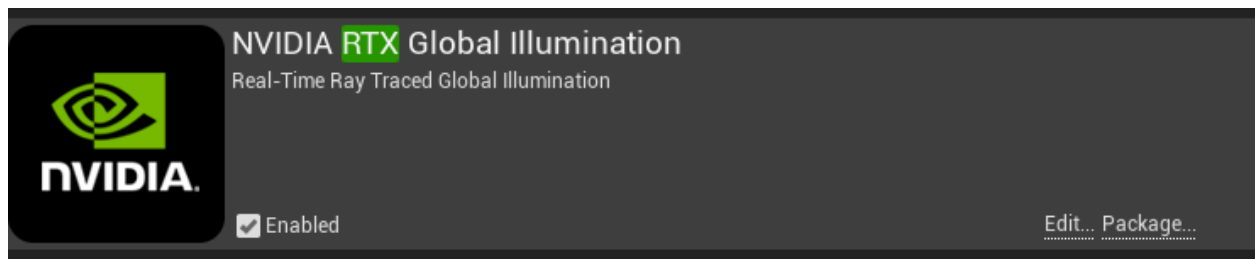 NVIDIA RTX Global Illumination
Real-Time Ray Traced Global Illumination
NVIDIA.
Enabled
Edit... Package...